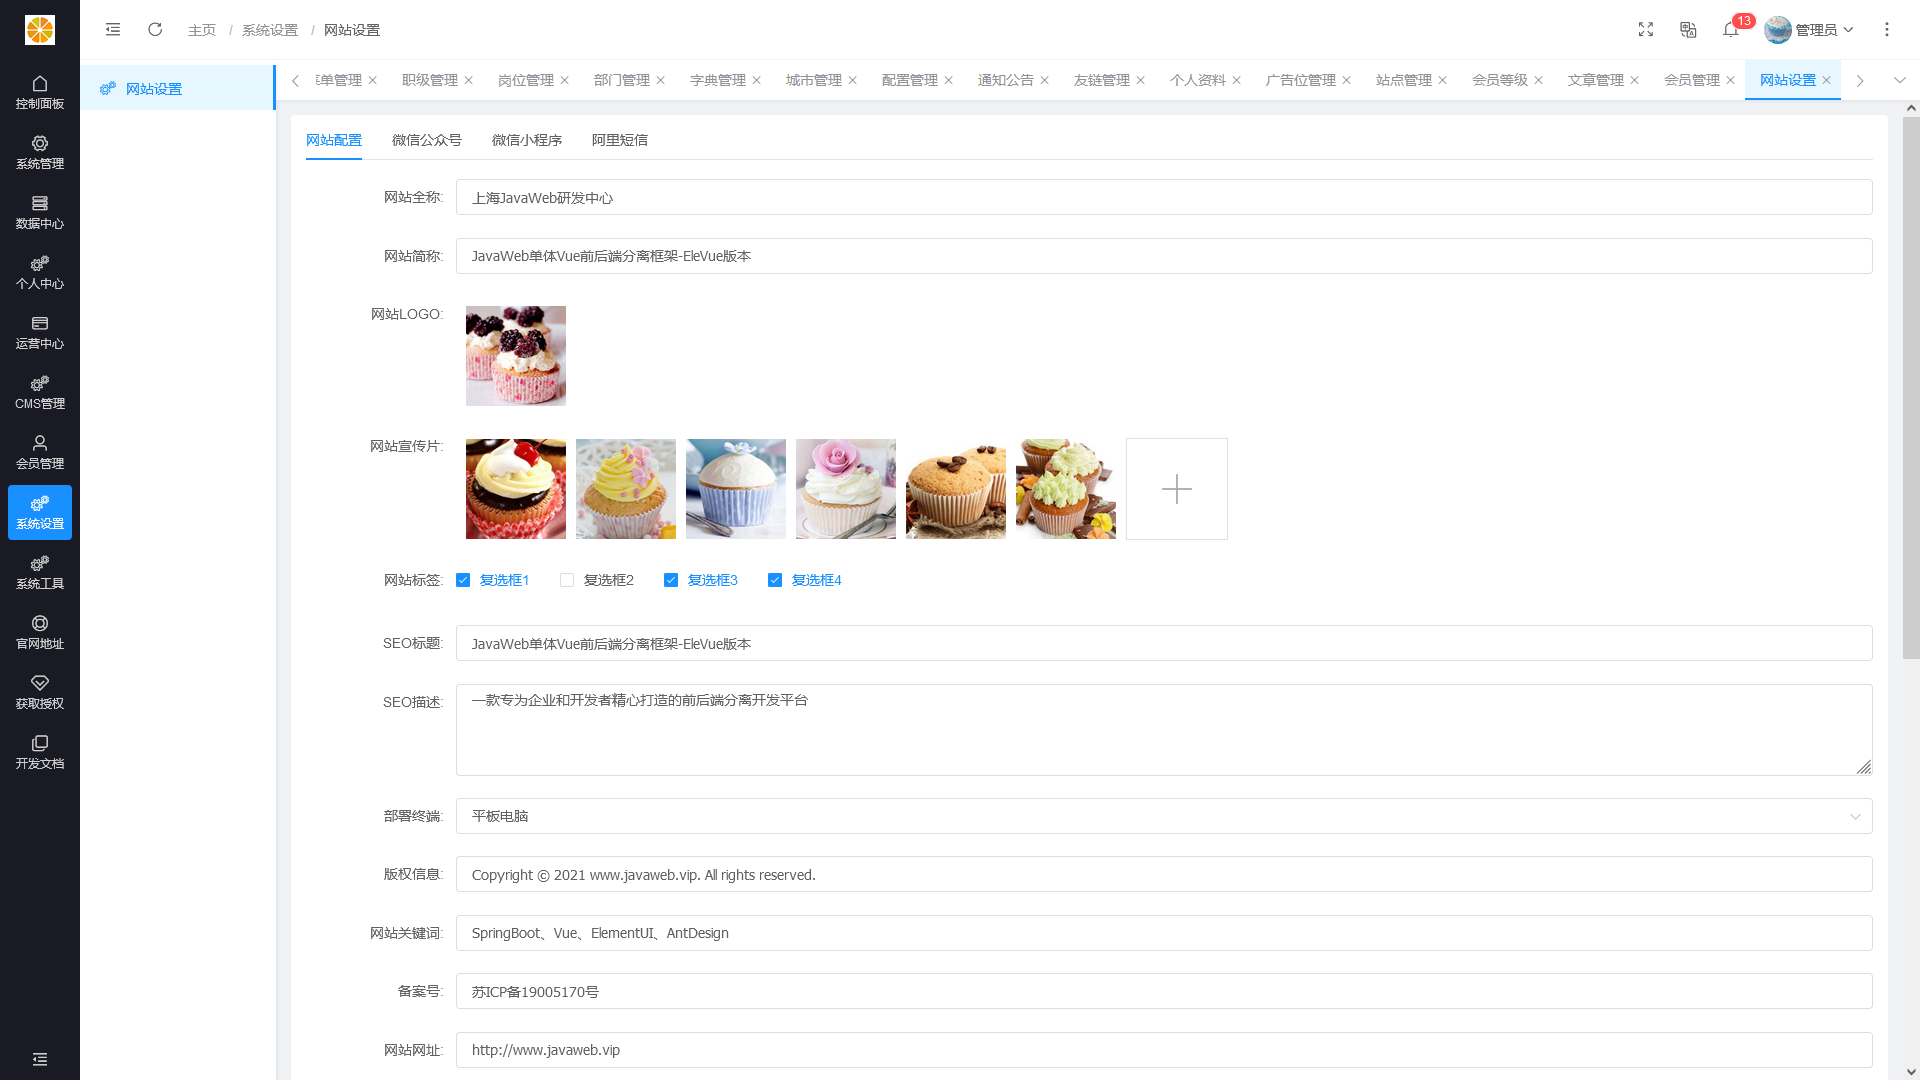 主页 / 系统设置 / 网站设置
13
管理员
控制面板
系统管理
数据中心
个人中心
运营中心
CMS管理
会员管理
系统设置
系统工具
官网地址
获取授权
开发文档
网站设置
单管理 职级管理 岗位管理 部门管理 字典管理 城市管理 配置管理 通知公告 友链管理 个人资料 广告位管理 站点管理 会员等级 文章管理 会员管理 网站设置
网站配置 微信公众号 微信小程序 阿里短信
网站全称: 上海JavaWeb研发中心
网站简称: JavaWeb单体Vue前后端分离框架-EleVue版本
网站LOGO:
网站宣传片:
网站标签: 复选框1 复选框2 复选框3 复选框4
SEO标题: JavaWeb单体Vue前后端分离框架-EleVue版本
SEO描述: 一款专为企业和开发者精心打造的前后端分离开发平台
部署终端: 平板电脑
版权信息: Copyright © 2021 www.javaweb.vip. All rights reserved.
网站关键词: SpringBoot、Vue、ElementUI、AntDesign
备案号: 苏ICP备19005170号
网站网址: http://www.javaweb.vip